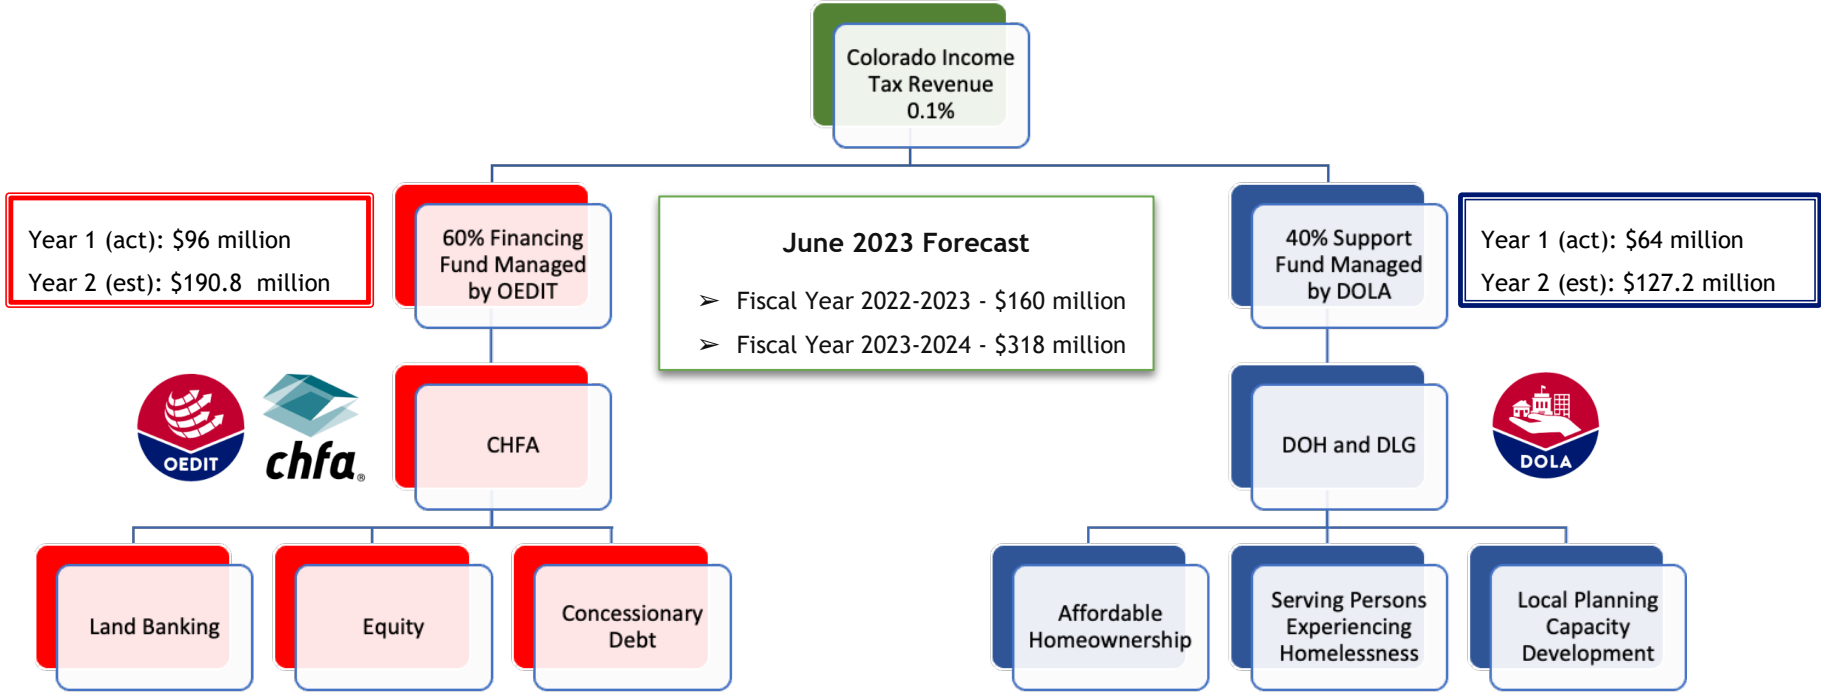 Colorado Income
Tax Revenue
0.1%
Year 1 (act): $96 million
Year 2 (est): $190.8  million
60% Financing
Fund Managed
by OEDIT
June 2023 Forecast
➢ Fiscal Year 2022-2023 - $160 million
➢ Fiscal Year 2023-2024 - $318 million
40% Support
Fund Managed
by DOLA
Year 1 (act): $64 million
Year 2 (est): $127.2 million
OEDIT
chfa®
CHFA
DOH and DLG
DOLA
Land Banking
Equity
Concessionary
Debt
Affordable
Homeownership
Serving Persons
Experiencing
Homelessness
Local Planning
Capacity
Development